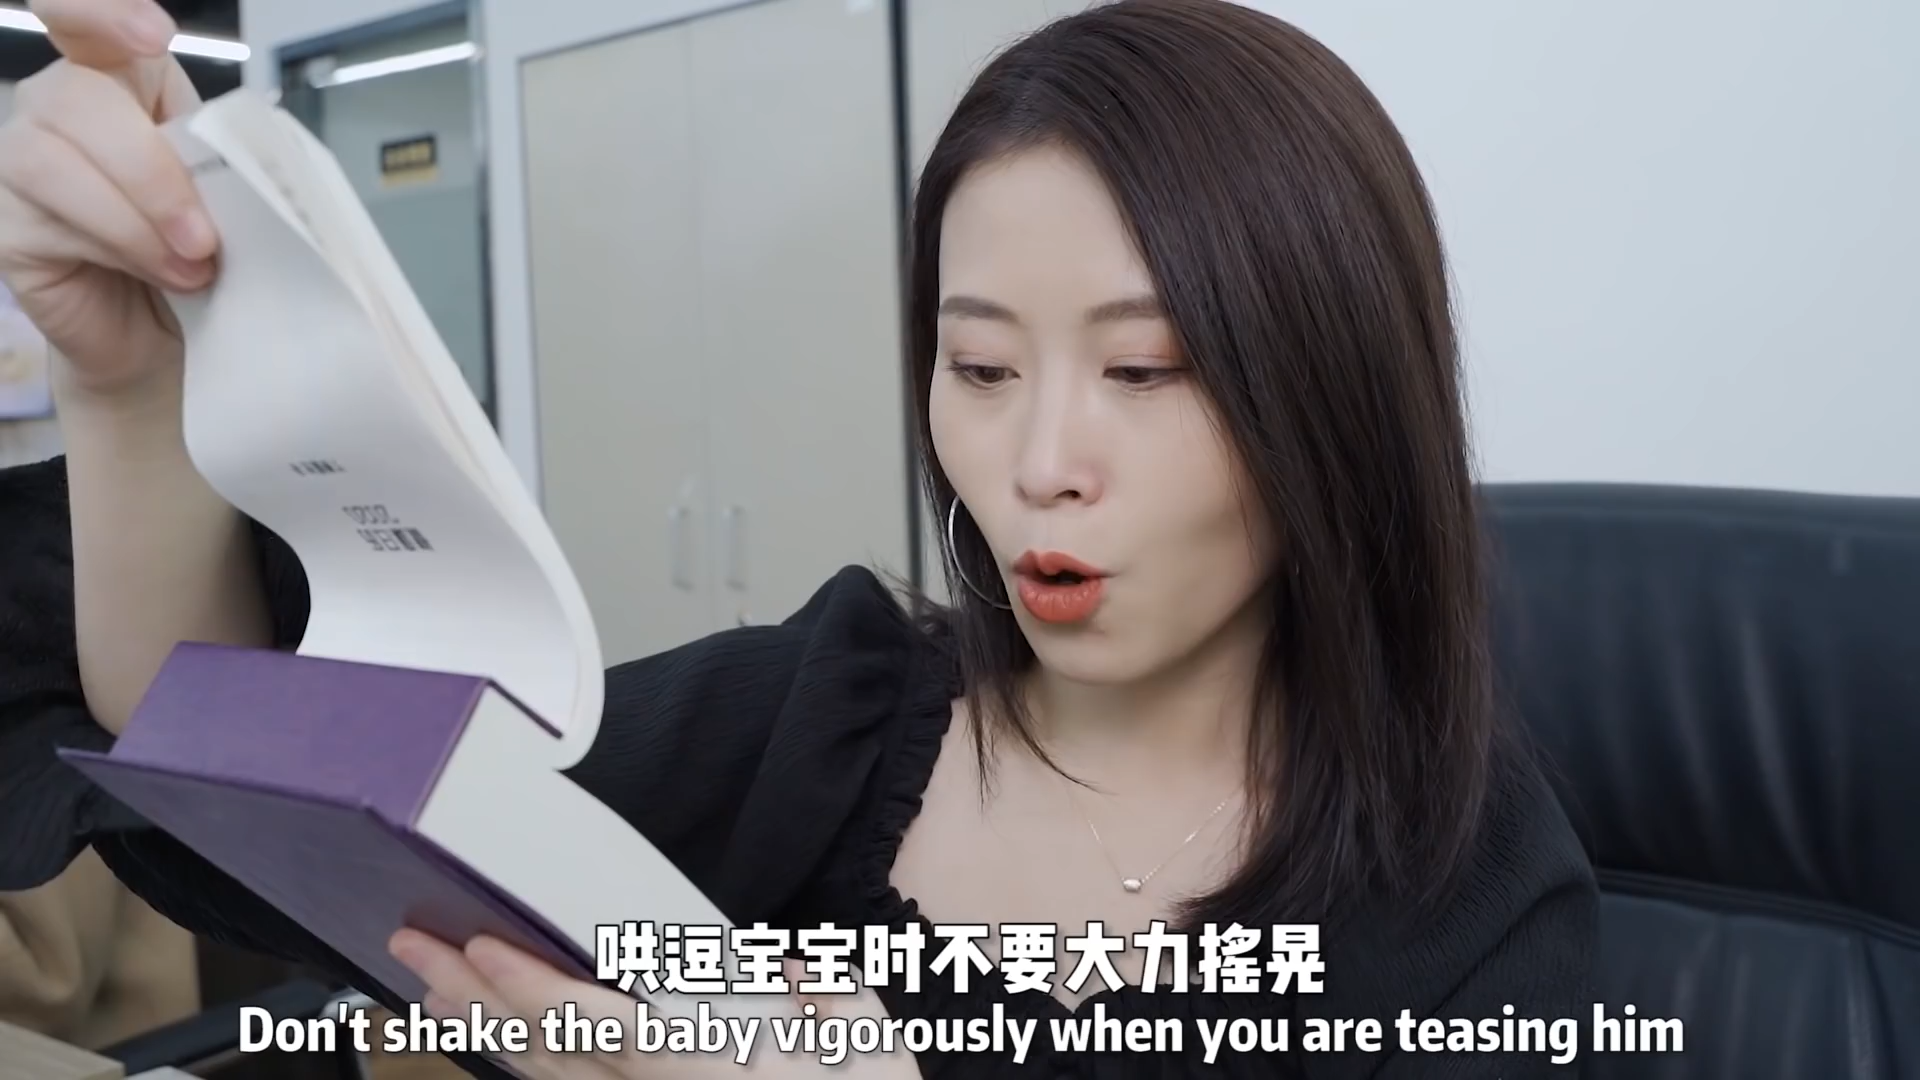 哄逗宝宝时不要大力搖晃
Don't shake the baby vigorously when you are teasing him